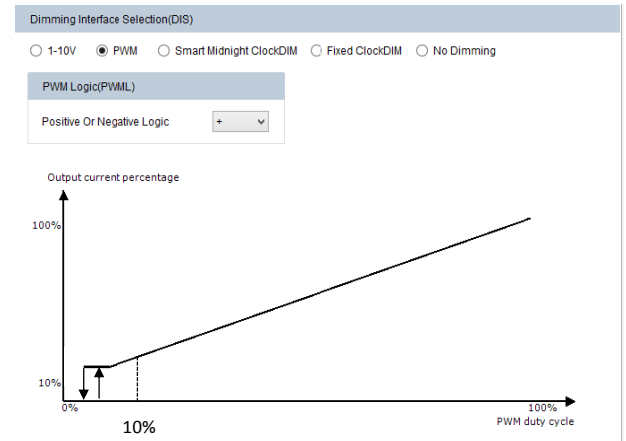 Dimming Interface Selection(DIS)
1-10V PWM Smart Midnight ClockDIM Fixed ClockDIM No Dimming
PWM Logic(PWML)
Positive Or Negative Logic +
Output current percentage
100%
10%
0% 100%
10% PWM duty cycle